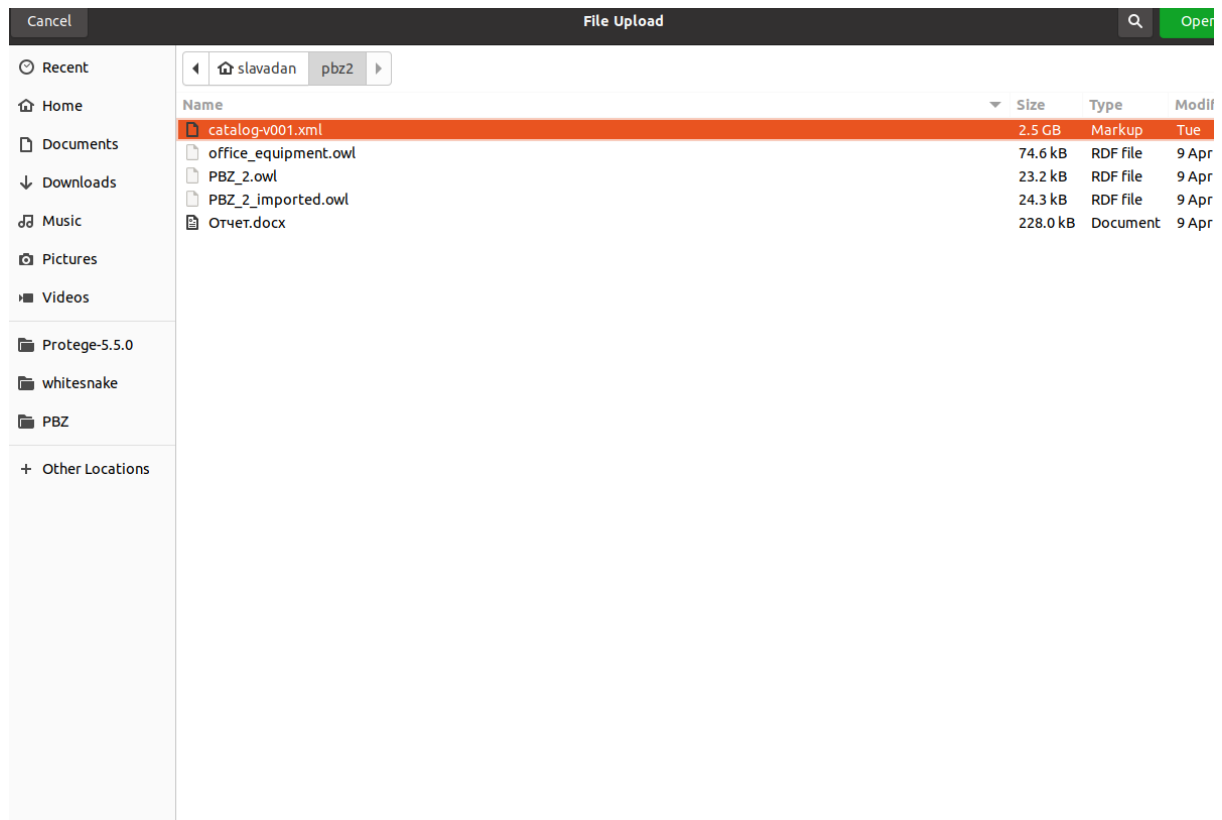 Cancel File Upload Open
Recent
Home
Documents
Downloads
Music
Pictures
Videos
Protege-5.5.0
whitesnake
PBZ
+ Other Locations
slavadan pbz2
Name Size Type Modif
catalog-v001.xml 2.5 GB Markup Tue
office_equipment.owl 74.6 kB RDF file 9 Apr
PBZ_2.owl 23.2 kB RDF file 9 Apr
PBZ_2_imported.owl 24.3 kB RDF file 9 Apr
Отчет.docx 228.0 kB Document 9 Apr